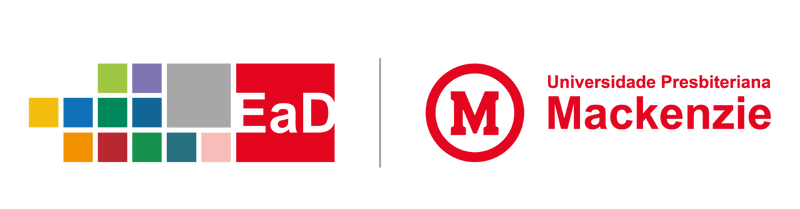 EaD
M
Universidade Presbiteriana
Mackenzie